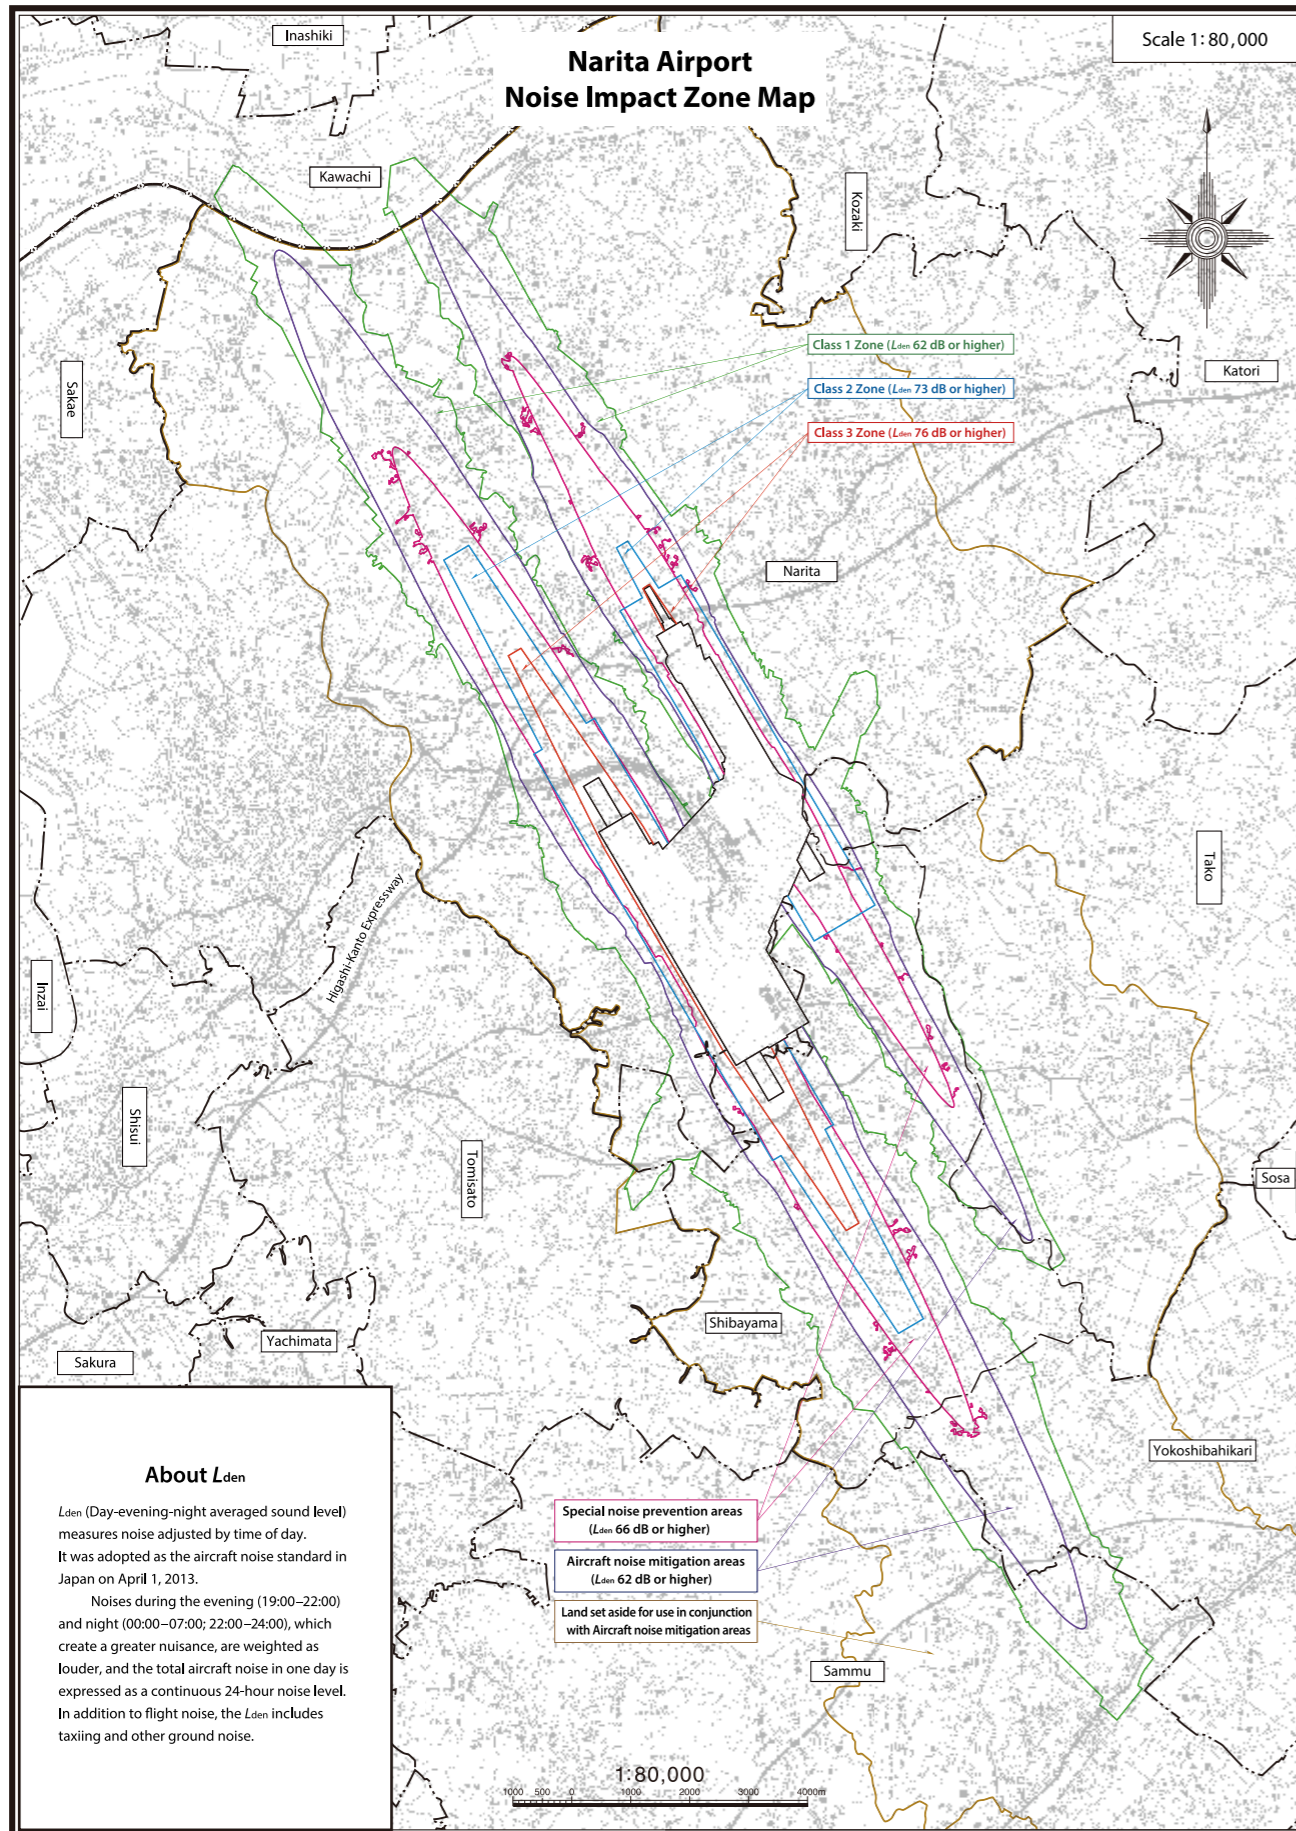 Scale 1:80,000
Inashiki
Narita Airport
Noise Impact Zone Map
Kawachi
Kozaki
Class 1 Zone (Lden 62 dB or higher)
Katori
Class 2 Zone (Lden 73 dB or higher)
Sakae
Class 3 Zone (Lden 76 dB or higher)
Narita
Tako
Higashi-Kanto Expressway
Inzai
Shisui
Tomisato
Sosa
Shibayama
Yachimata
Sakura
Yokoshibahikari
About Lden
Lden (Day-evening-night averaged sound level)
measures noise adjusted by time of day.
It was adopted as the aircraft noise standard in
Japan on April 1, 2013.
Noises during the evening (19:00–22:00)
and night (00:00–07:00; 22:00–24:00), which
create a greater nuisance, are weighted as
louder, and the total aircraft noise in one day is
expressed as a continuous 24-hour noise level.
In addition to flight noise, the Lden includes
taxiing and other ground noise.
Special noise prevention areas
(Lden 66 dB or higher)
Aircraft noise mitigation areas
(Lden 62 dB or higher)
Land set aside for use in conjunction
with Aircraft noise mitigation areas
Sammu
1:80,000
1000 500 0 1000 2000 3000 4000m